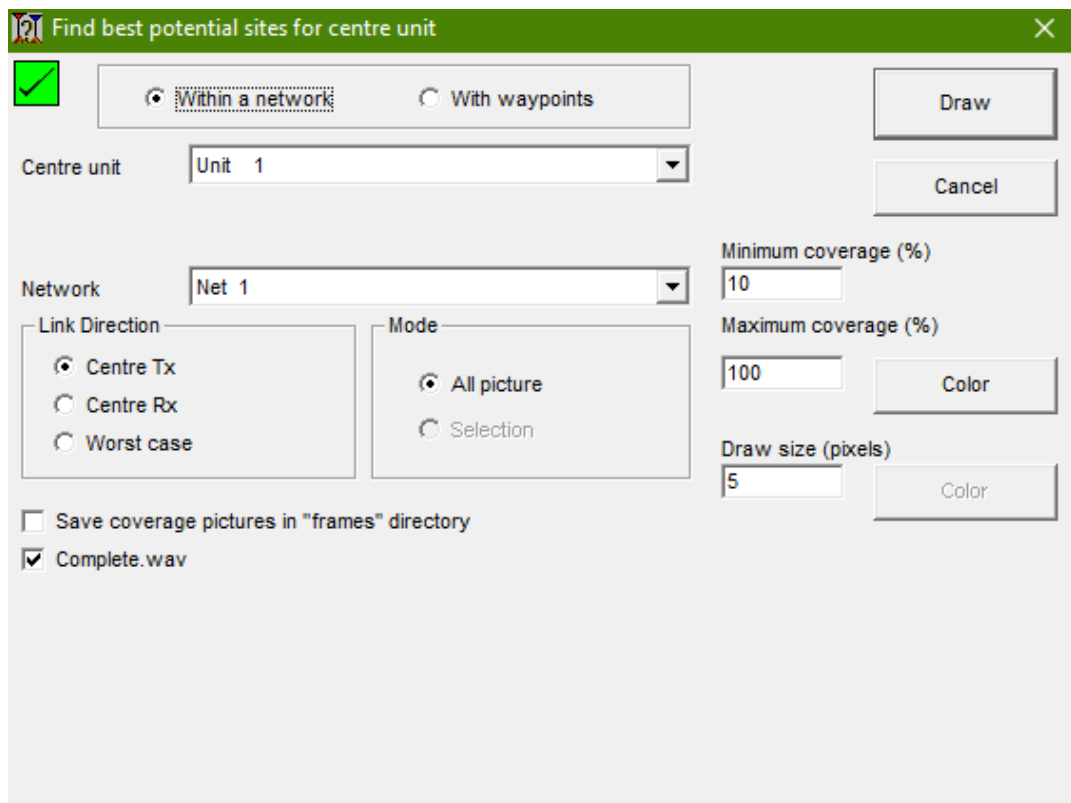 Find best potential sites for centre unit
Within a network
With waypoints
Draw
Centre unit
Unit 1
Cancel
Minimum coverage (%)
10
Network
Net 1
Link Direction
Mode
Maximum coverage (%)
Centre Tx
All picture
100
Color
Centre Rx
Selection
Worst case
Draw size (pixels)
5
Color
Save coverage pictures in "frames" directory
Complete.wav